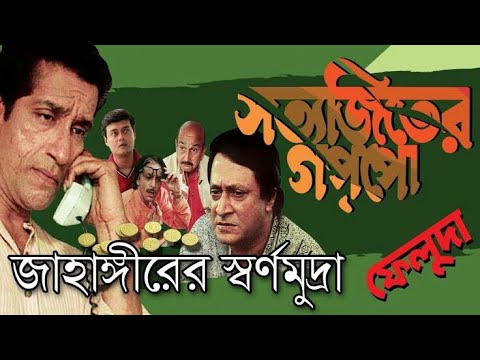 সত্যজিতের
গপ্‌পো
জাহাঙ্গীরের স্বর্ণমুদ্রা
ফেলুদা